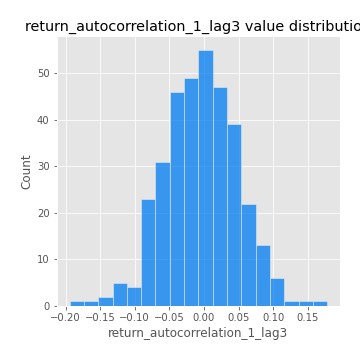 return_autocorrelation_1_lag3 value distributio
50
40
30
20
10
0
Count
−0.20 −0.15 −0.10 −0.05 0.00 0.05 0.10 0.15
return_autocorrelation_1_lag3